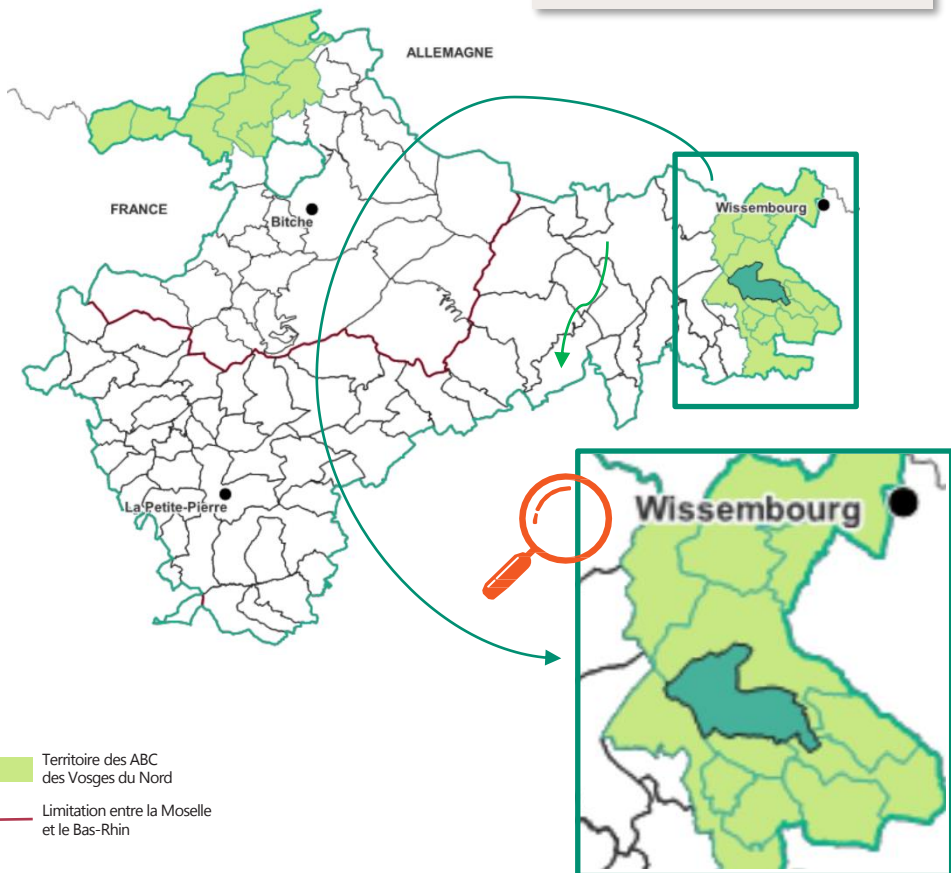 ALLEMAGNE
FRANCE
Bitche
Wissembourg
La Petite-Pierre
Wissembourg
Territoire des ABC
des Vosges du Nord
Limitation entre la Moselle
et le Bas-Rhin